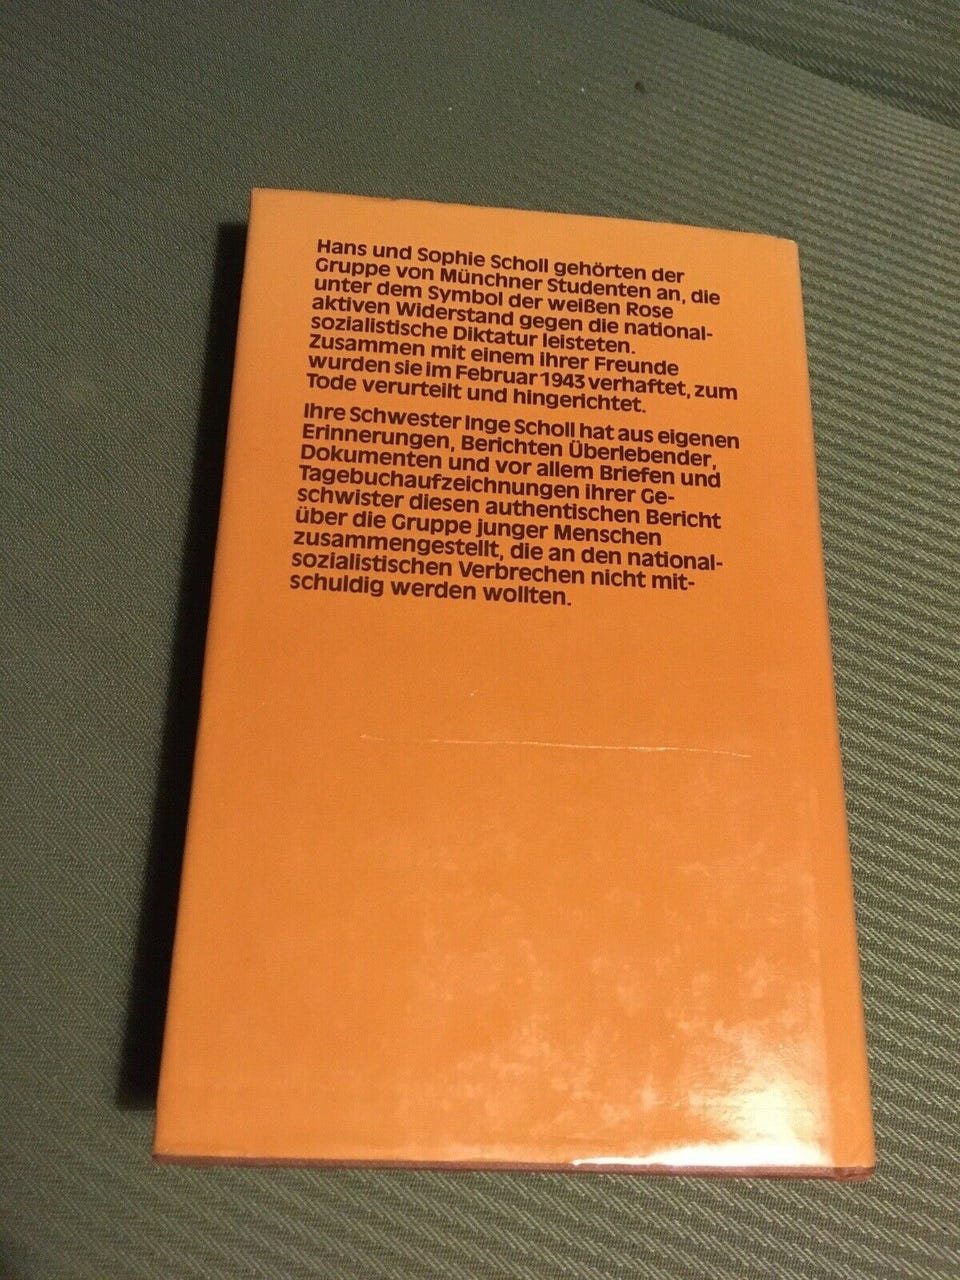 Hans und Sophie Scholl gehörten der
Gruppe von Münchner Studenten an, die
unter dem Symbol der weißen Rose
aktiven Widerstand gegen die national-
sozialistische Diktatur leisteten.
Zusammen mit einem ihrer Freunde
wurden sie im Februar 1943 verhaftet, zum
Tode verurteilt und hingerichtet.
Ihre Schwester Inge Scholl hat aus eigenen
Erinnerungen, Berichten Überlebender,
Dokumenten und vor allem Briefen und
Tagebuchaufzeichnungen ihrer Ge-
schwister diesen authentischen Bericht
über die Gruppe junger Menschen
zusammengestellt, die an den national-
sozialistischen Verbrechen nicht mit-
schuldig werden wollten.